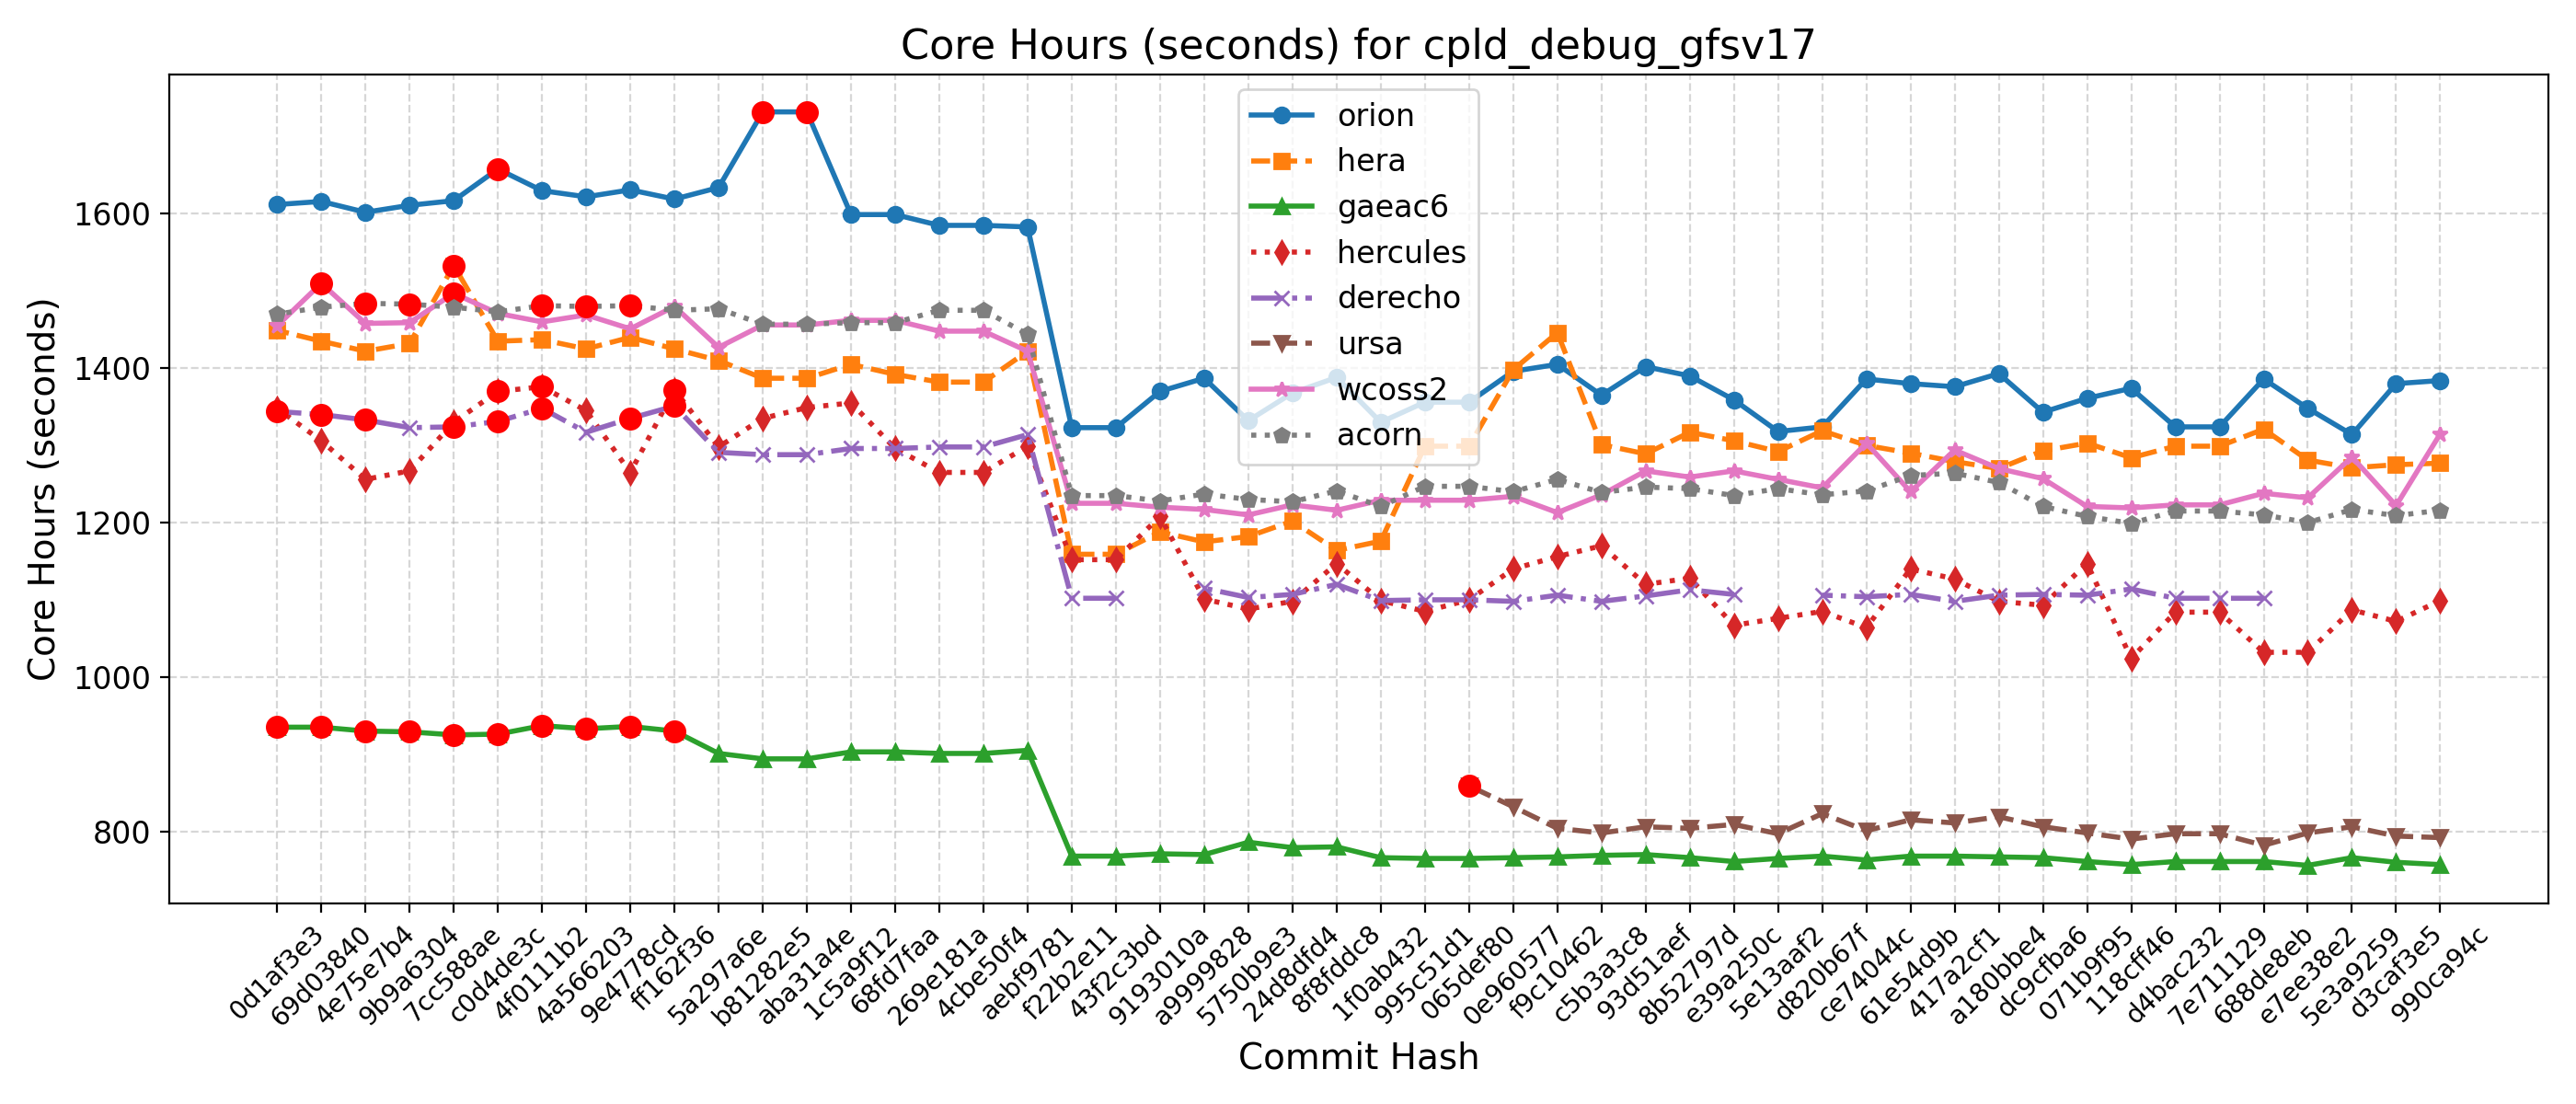 Core Hours (seconds) for cpld_debug_gfsv17
orion
hera
gaeac6
hercules
derecho
ursa
wcoss2
acorn
Core Hours (seconds)
1600
1400
1200
1000
800
0d1af3e3
69d03840
4e75e7b4
9b9a6304
7cc588ae
c0d4de3c
4f0111b2
4a566203
9e4778cd
ff162f36
5a297a6e
b81282e5
aba31a4e
1c5a9f12
68fd7faa
269e181a
4cbe50f4
aebf9781
f22b2e11
43f2c3bd
9193010a
a9999828
5750b9e3
24d8dfd4
8f8fddc8
1f0ab432
995c51d1
065def80
0e960577
f9c10462
c5b3a3c8
93d51aef
8b52797d
e39a250c
5e13aaf2
d820b67f
ce74044c
61e54d9b
417a2cf1
a180bbe4
dc9cfba6
071b9f95
118cff46
d4bac232
7e711129
688de8eb
e7ee38e2
5e3a9259
d3caf3e5
990ca94c
Commit Hash